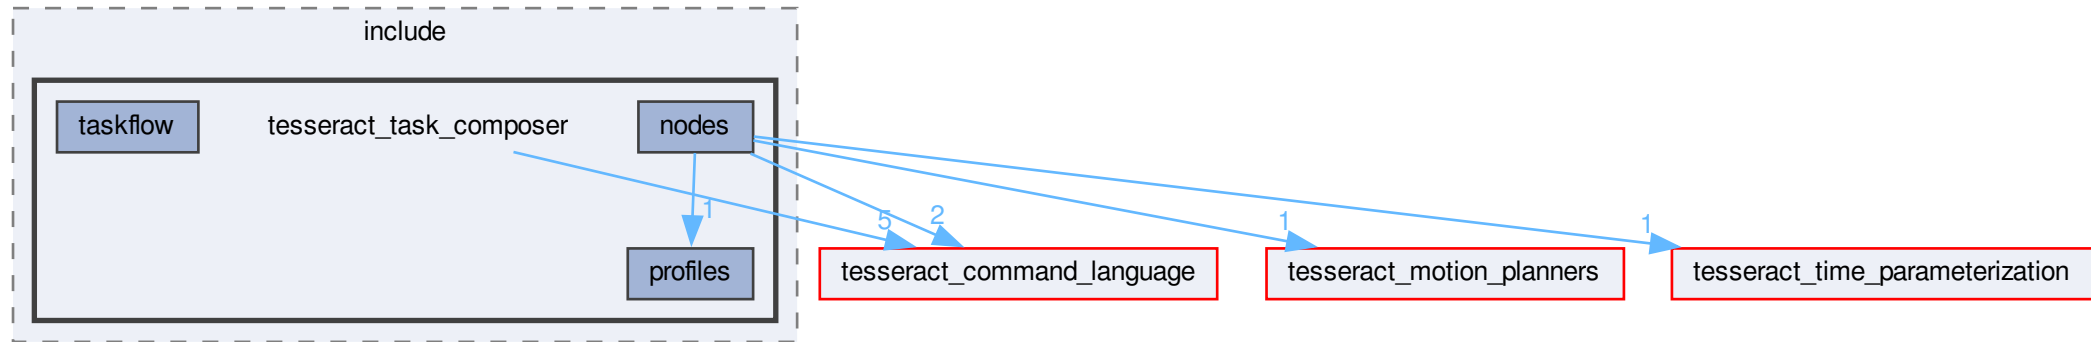 include
taskflow
tesseract_task_composer
nodes
1
5
2
1
1
profiles
tesseract_command_language
tesseract_motion_planners
tesseract_time_parameterization